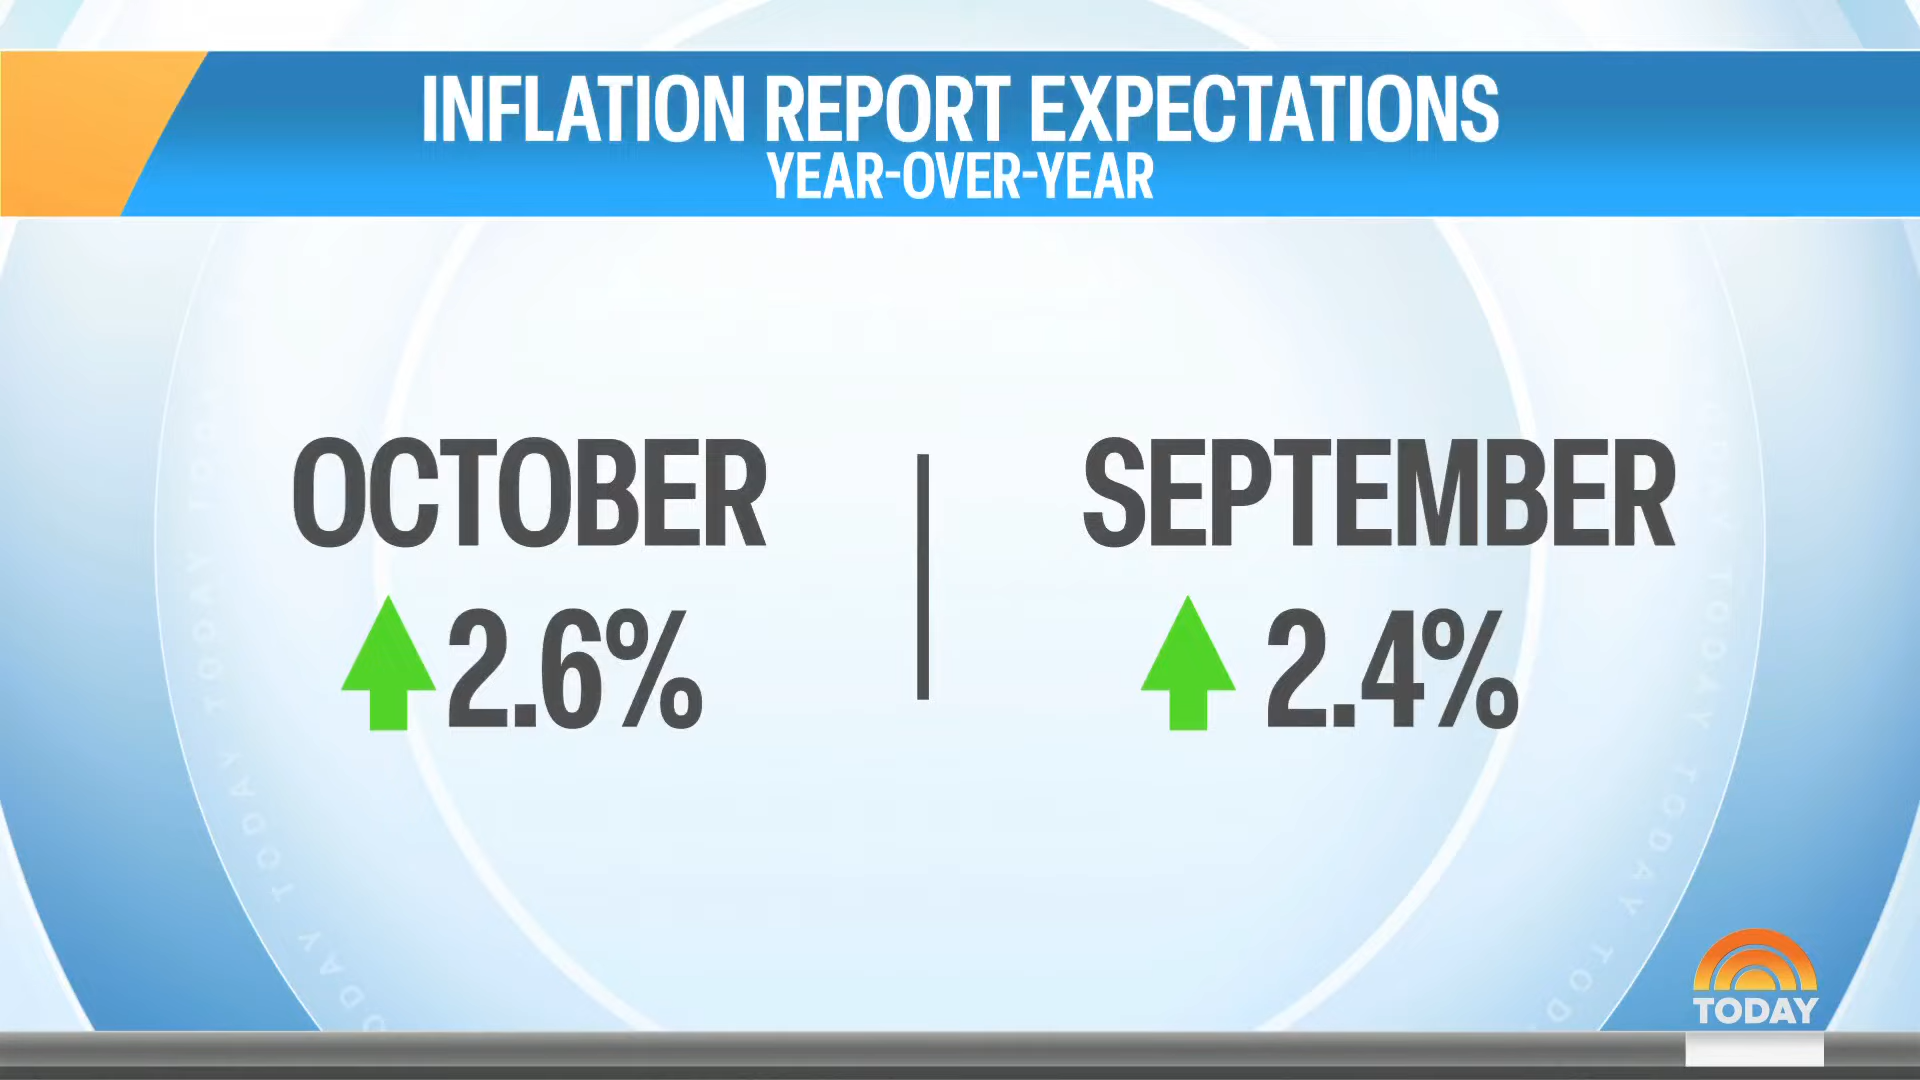 INFLATION REPORT EXPECTATIONS
YEAR-OVER-YEAR
OCTOBER
2.6%
SEPTEMBER
2.4%
TODAY